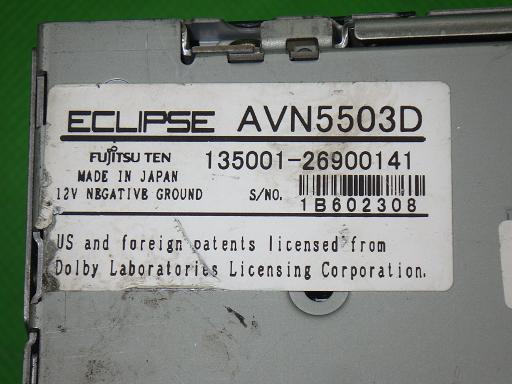 ECLIPSE AVN5503D
FUJITSU TEN 135001-26900141
MADE IN JAPAN
12V NEGATIVE GROUND S/NO. 1B602308
US and foreign patents licensed from
Dolby Laboratories Licensing Corporation.